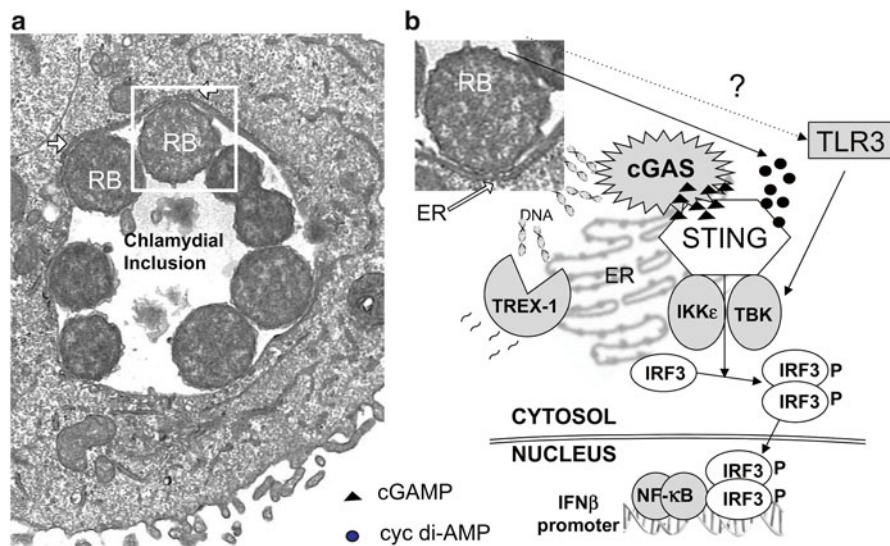 a
RB
RB
Chlamydial
Inclusion
cGAMP
cyc di-AMP
b
RB
ER
?
TLR3
cGAS
DNA
STING
ER
TREX-1
IKKε
TBK
IRF3
IRF3 P
IRF3 P
CYTOSOL
NUCLEUS
IRF3 P
IRF3 P
NF-κB
IFNβ
promoter